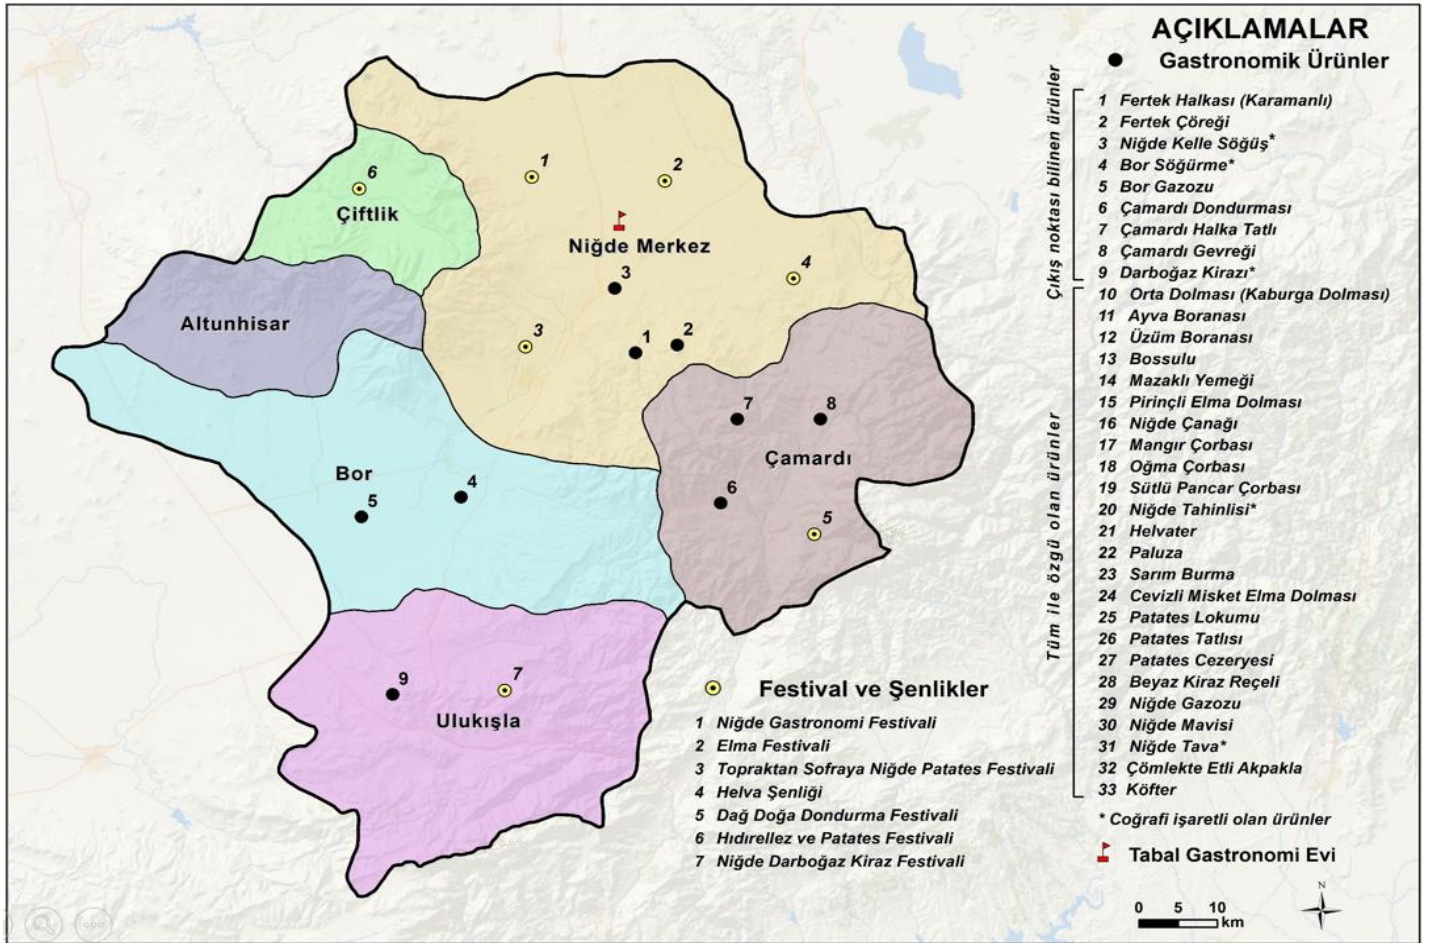 AÇIKLAMALAR
Gastronomik Ürünler
Çıkış noktası bilinen ürünler
1 Fertek Halkası (Karamanlı)
2 Fertek Çöreği
3 Niğde Kelle Söğüş*
4 Bor Söğürme*
5 Bor Gazozu
6 Çamardı Dondurması
7 Çamardı Halka Tatlı
8 Çamardı Gevreği
9 Darboğaz Kirazı*
Tüm ile özgü olan ürünler
10 Orta Dolması (Kaburga Dolması)
11 Ayva Boranası
12 Üzüm Boranası
13 Bossulu
14 Mazaklı Yemeği
15 Pirinçli Elma Dolması
16 Niğde Çanağı
17 Mangır Çorbası
18 Oğma Çorbası
19 Sütlü Pancar Çorbası
20 Niğde Tahinlisi*
21 Helvater
22 Paluza
23 Sarım Burma
24 Cevizli Misket Elma Dolması
25 Patates Lokumu
26 Patates Tatlısı
27 Patates Cezeryesi
28 Beyaz Kiraz Reçeli
29 Niğde Gazozu
30 Niğde Mavisi
31 Niğde Tava*
32 Çömlekte Etli Akpakla
33 Köfter
* Coğrafi işaretli olan ürünler
Tabal Gastronomi Evi
N
0 5 10
km
1
2
6
Çiftlik
Niğde Merkez
4
3
Altunhisar
3
1
2
7
8
Çamardı
Bor
4
5
6
5
9
7
Ulukışla
Festival ve Şenlikler
1 Niğde Gastronomi Festivali
2 Elma Festivali
3 Topraktan Sofraya Niğde Patates Festivali
4 Helva Şenliği
5 Dağ Doğa Dondurma Festivali
6 Hıdırellez ve Patates Festivali
7 Niğde Darboğaz Kiraz Festivali